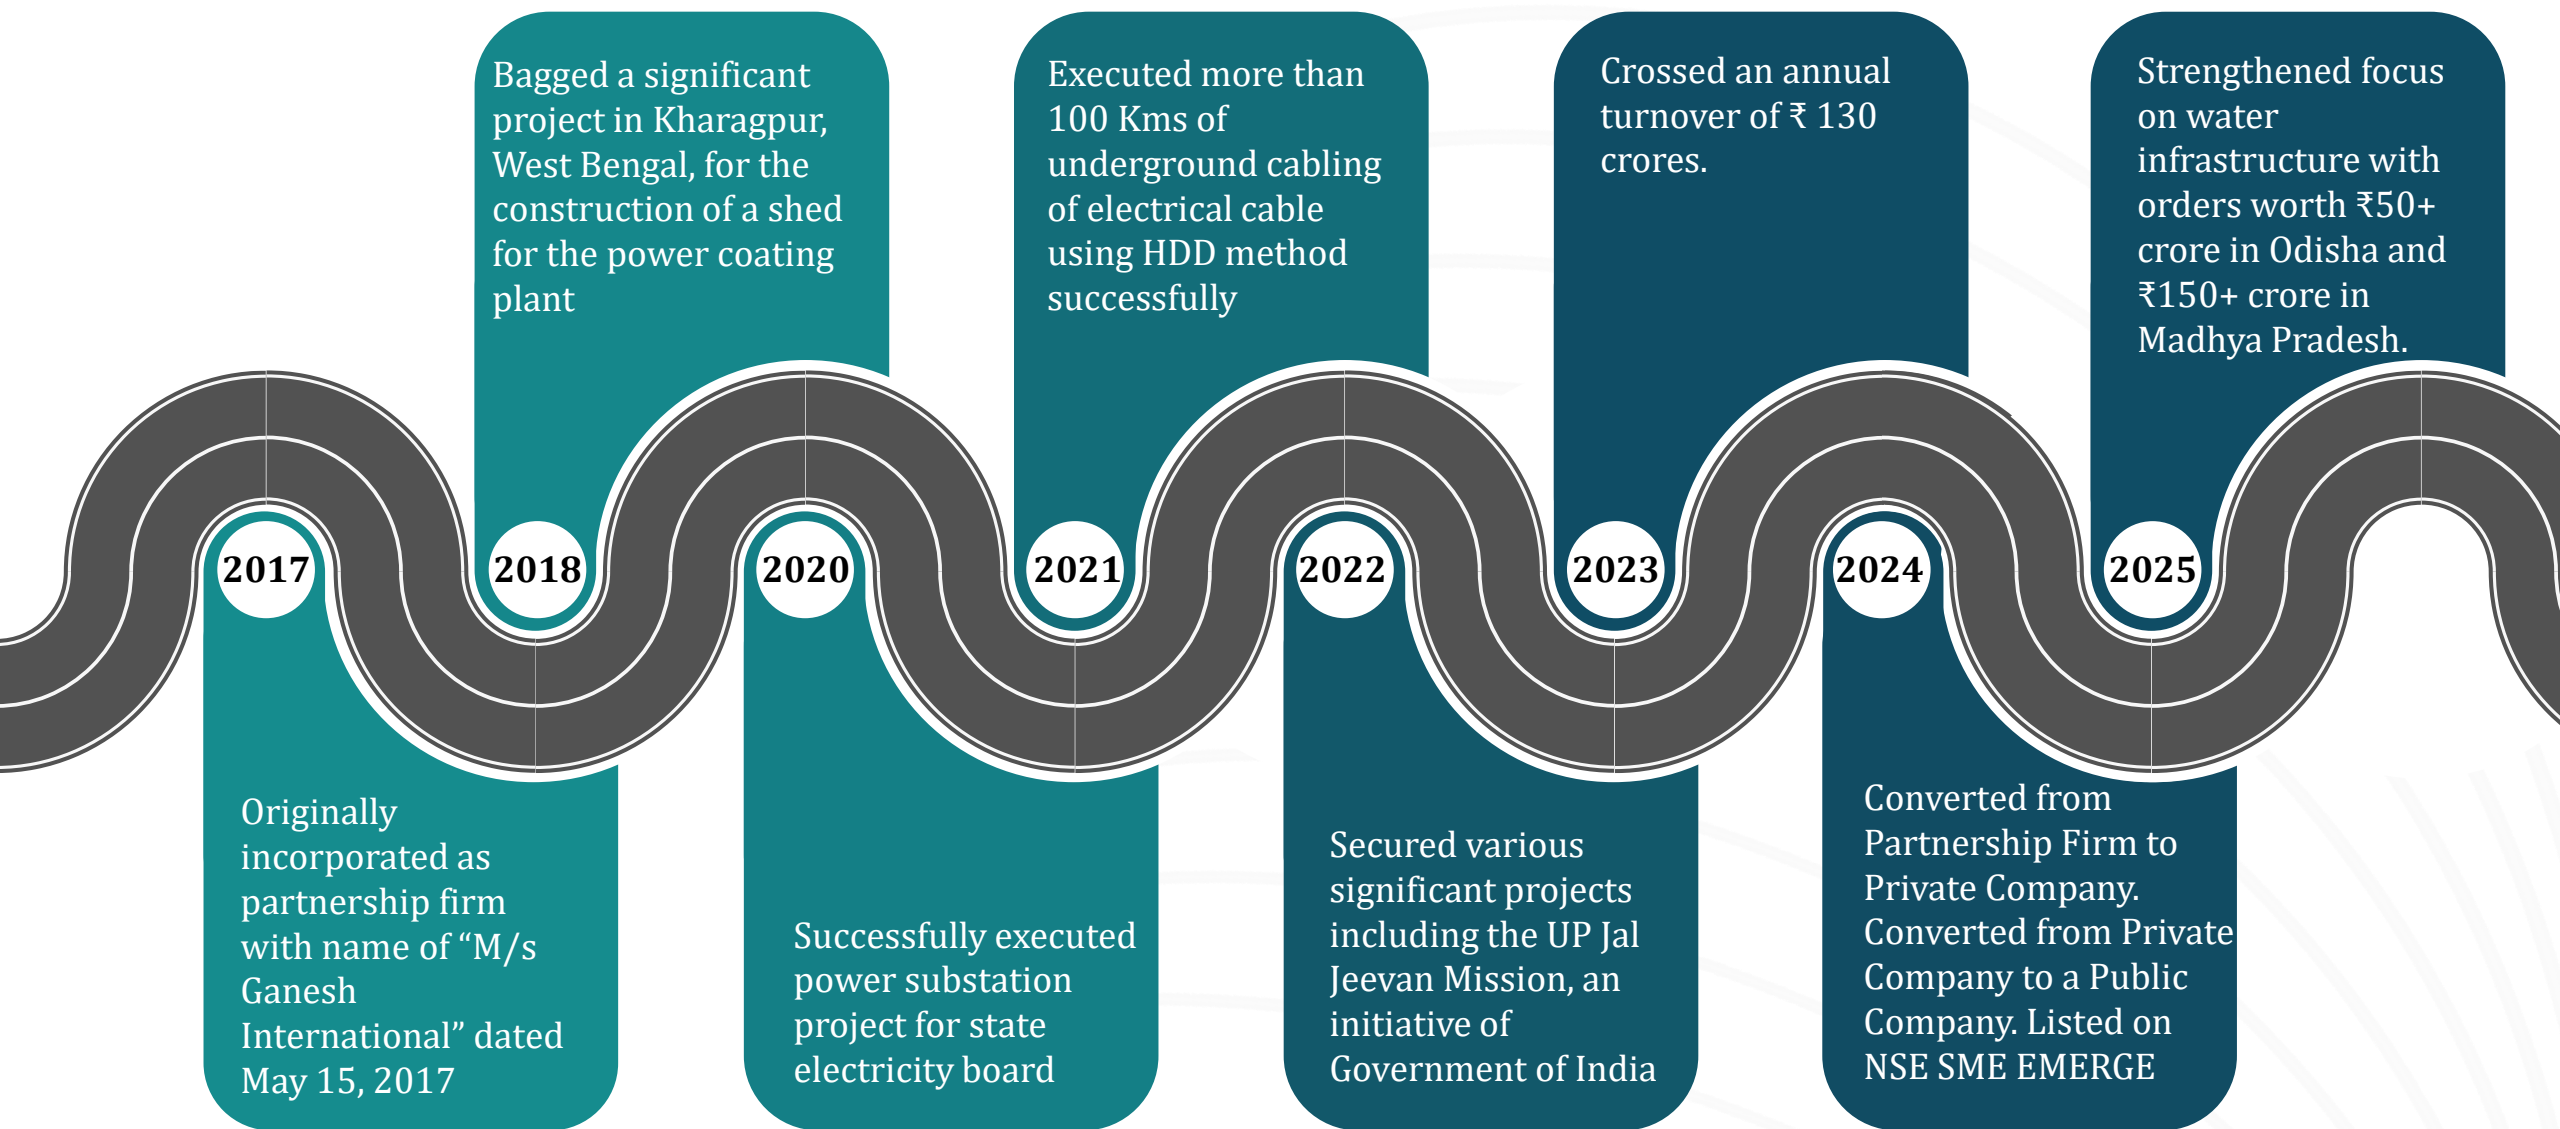 Bagged a significant
project in Kharagpur,
West Bengal, for the
construction of a shed
for the power coating
plant
Executed more than
100 Kms of
underground cabling
of electrical cable
using HDD method
successfully
Crossed an annual
turnover of ₹ 130
crores.
Strengthened focus
on water
infrastructure with
orders worth ₹50+
crore in Odisha and
₹150+ crore in
Madhya Pradesh.
2017
2018
2020
2021
2022
2023
2024
2025
Originally
incorporated as
partnership firm
with name of “M/s
Ganesh
International” dated
May 15, 2017
Successfully executed
power substation
project for state
electricity board
Secured various
significant projects
including the UP Jal
Jeevan Mission, an
initiative of
Government of India
Converted from
Partnership Firm to
Private Company.
Converted from Private
Company to a Public
Company. Listed on
NSE SME EMERGE